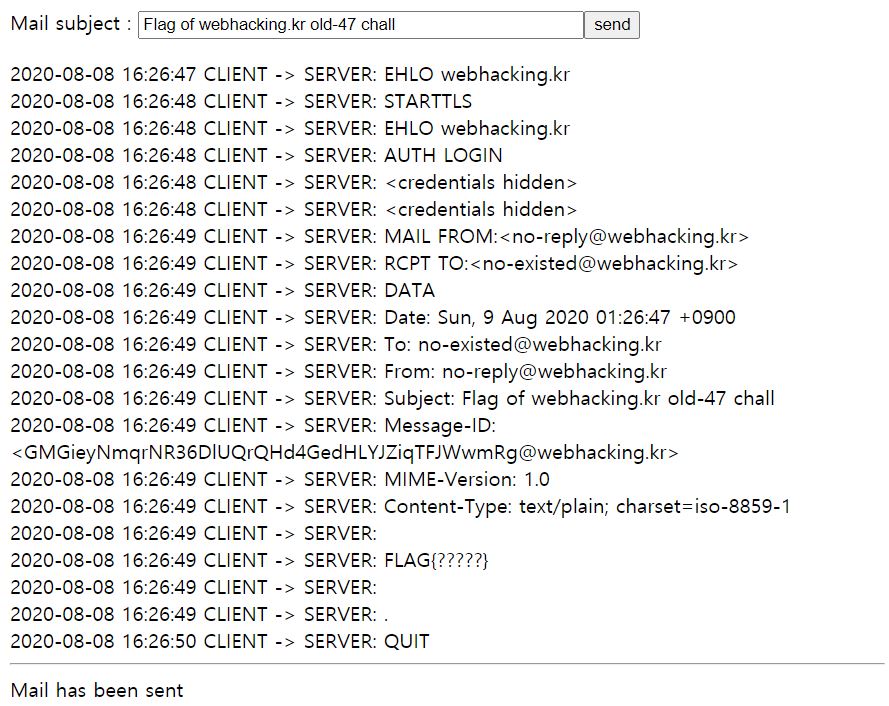 Mail subject : Flag of webhacking.kr old-47 chall send
2020-08-08 16:26:47 CLIENT -> SERVER: EHLO webhacking.kr
2020-08-08 16:26:48 CLIENT -> SERVER: STARTTLS
2020-08-08 16:26:48 CLIENT -> SERVER: EHLO webhacking.kr
2020-08-08 16:26:48 CLIENT -> SERVER: AUTH LOGIN
2020-08-08 16:26:48 CLIENT -> SERVER: <credentials hidden>
2020-08-08 16:26:48 CLIENT -> SERVER: <credentials hidden>
2020-08-08 16:26:49 CLIENT -> SERVER: MAIL FROM:<no-reply@webhacking.kr>
2020-08-08 16:26:49 CLIENT -> SERVER: RCPT TO:<no-existed@webhacking.kr>
2020-08-08 16:26:49 CLIENT -> SERVER: DATA
2020-08-08 16:26:49 CLIENT -> SERVER: Date: Sun, 9 Aug 2020 01:26:47 +0900
2020-08-08 16:26:49 CLIENT -> SERVER: To: no-existed@webhacking.kr
2020-08-08 16:26:49 CLIENT -> SERVER: From: no-reply@webhacking.kr
2020-08-08 16:26:49 CLIENT -> SERVER: Subject: Flag of webhacking.kr old-47 chall
2020-08-08 16:26:49 CLIENT -> SERVER: Message-ID:
<GMGieyNmqrNR36DlUQrQHd4GedHLYJZiqTFJWwmRg@webhacking.kr>
2020-08-08 16:26:49 CLIENT -> SERVER: MIME-Version: 1.0
2020-08-08 16:26:49 CLIENT -> SERVER: Content-Type: text/plain; charset=iso-8859-1
2020-08-08 16:26:49 CLIENT -> SERVER:
2020-08-08 16:26:49 CLIENT -> SERVER: FLAG{?????}
2020-08-08 16:26:49 CLIENT -> SERVER:
2020-08-08 16:26:49 CLIENT -> SERVER: .
2020-08-08 16:26:50 CLIENT -> SERVER: QUIT
Mail has been sent